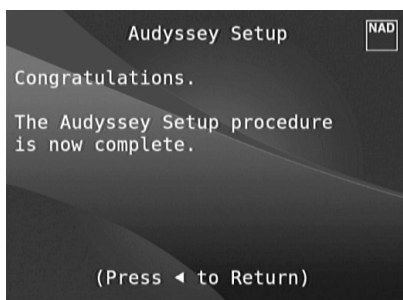 Audyssey Setup
NAD
Congratulations.
The Audyssey Setup procedure
is now complete.
(Press ◄ to Return)